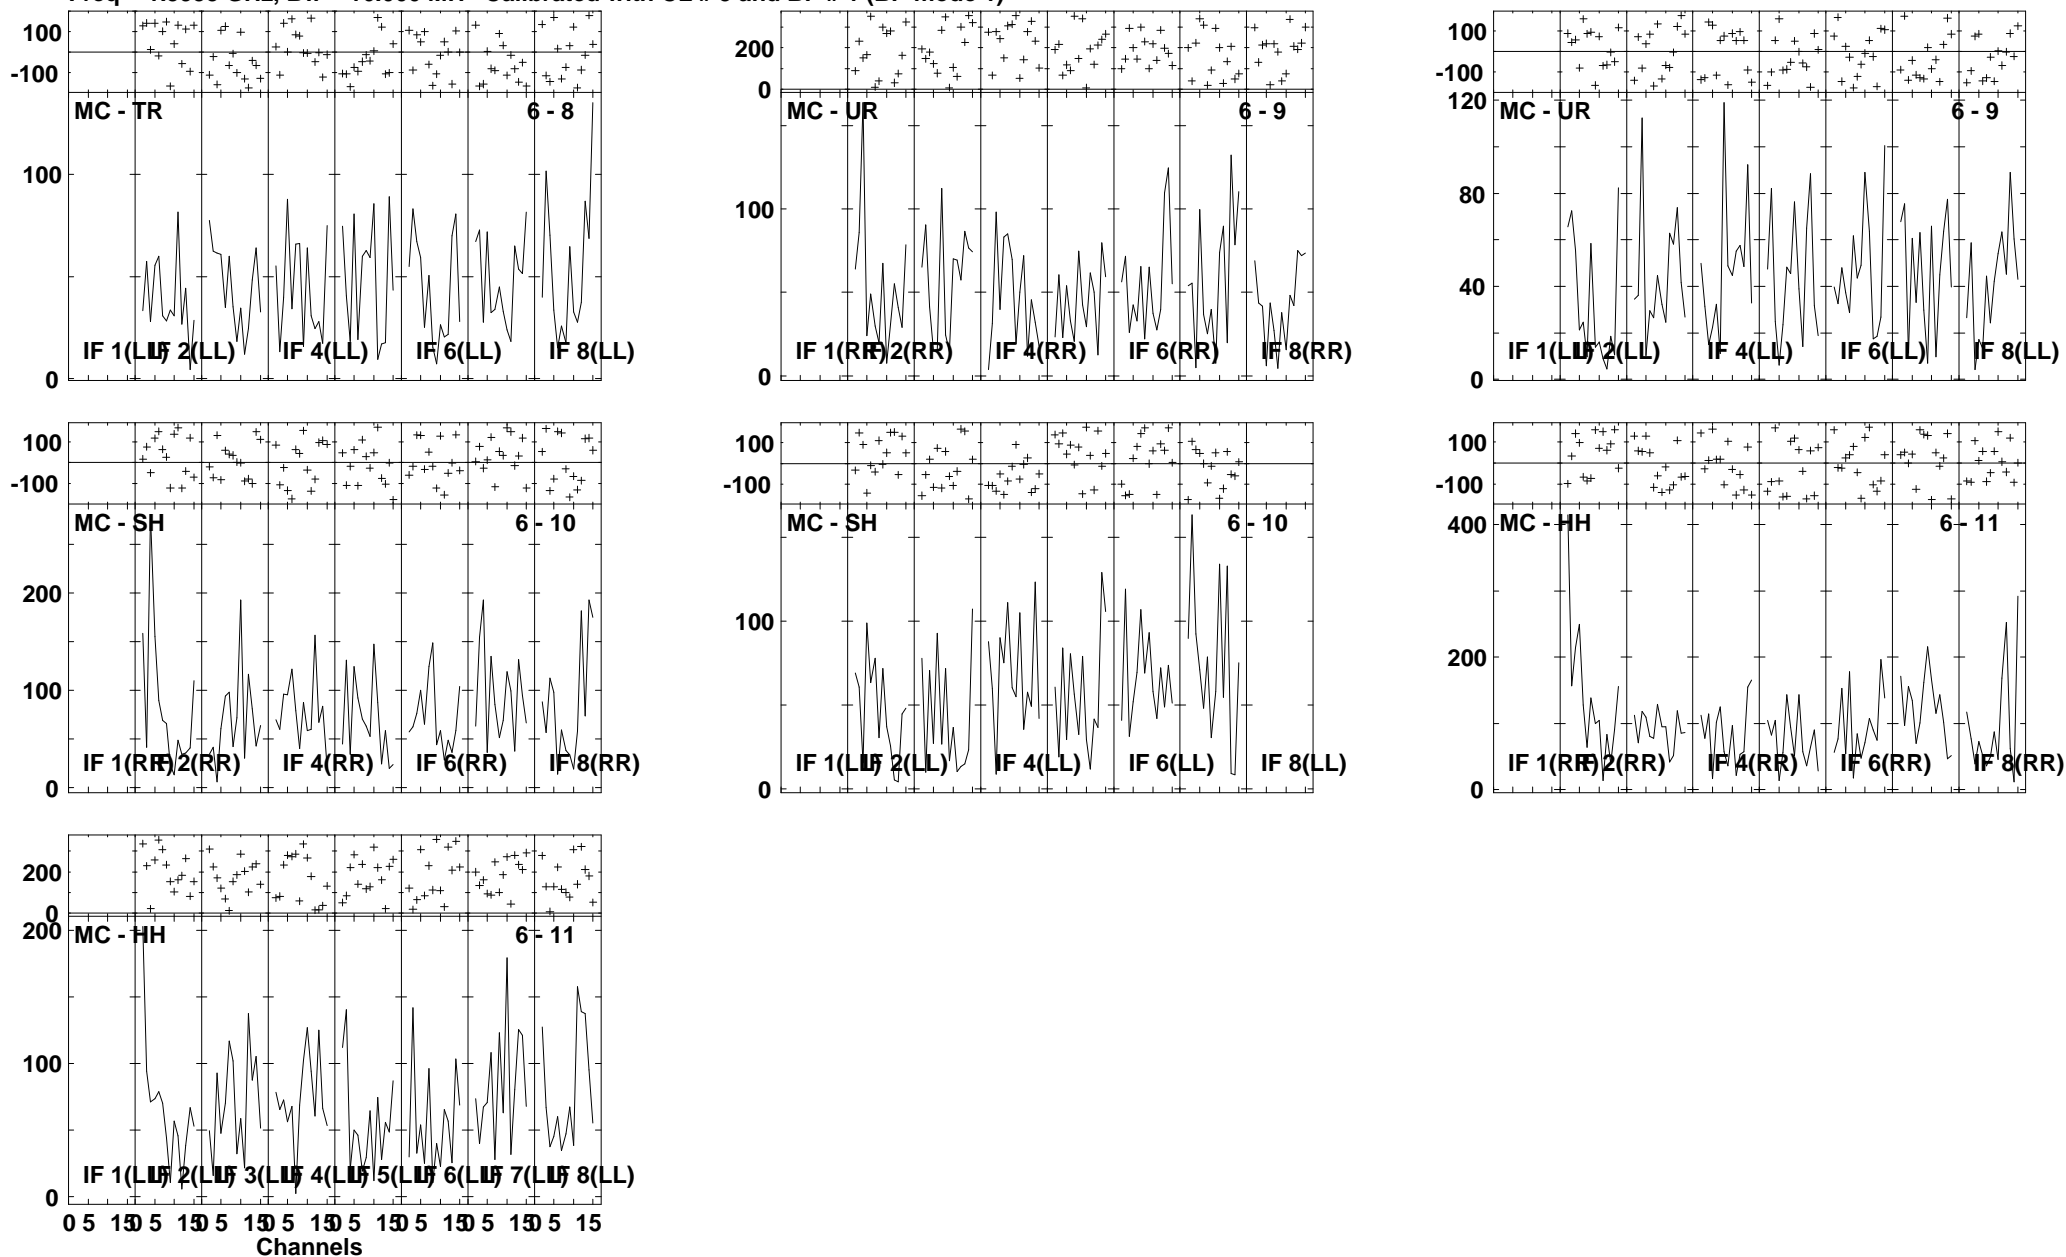 100
-100
MC - TR 6 - 8
100
0
IF 1(LL) IF 2(LL) IF 4(LL) IF 6(LL) IF 8(LL)
200
0
MC - UR 6 - 9
100
0
IF 1(RR) IF 2(RR) IF 4(RR) IF 6(RR) IF 8(RR)
100
-100
120
MC - UR 6 - 9
80
40
0
IF 1(LL) IF 2(LL) IF 4(LL) IF 6(LL) IF 8(LL)
100
-100
MC - SH 6 - 10
200
100
0
IF 1(RR) IF 2(RR) IF 4(RR) IF 6(RR) IF 8(RR)
100
-100
MC - SH 6 - 10
100
0
IF 1(LL) IF 2(LL) IF 4(LL) IF 6(LL) IF 8(LL)
100
-100
MC - HH 6 - 11
400
200
0
IF 1(RR) IF 2(RR) IF 4(RR) IF 6(RR) IF 8(RR)
200
0
200
MC - HH 6 - 11
100
0
IF 1(LL) IF 2(LL) IF 3(LL) IF 4(LL) IF 5(LL) IF 6(LL) IF 7(LL) IF 8(LL)
0 5 15 0 5 15 0 5 15 0 5 15 0 5 15 0 5 15 0 5 15 0 5 15
Channels